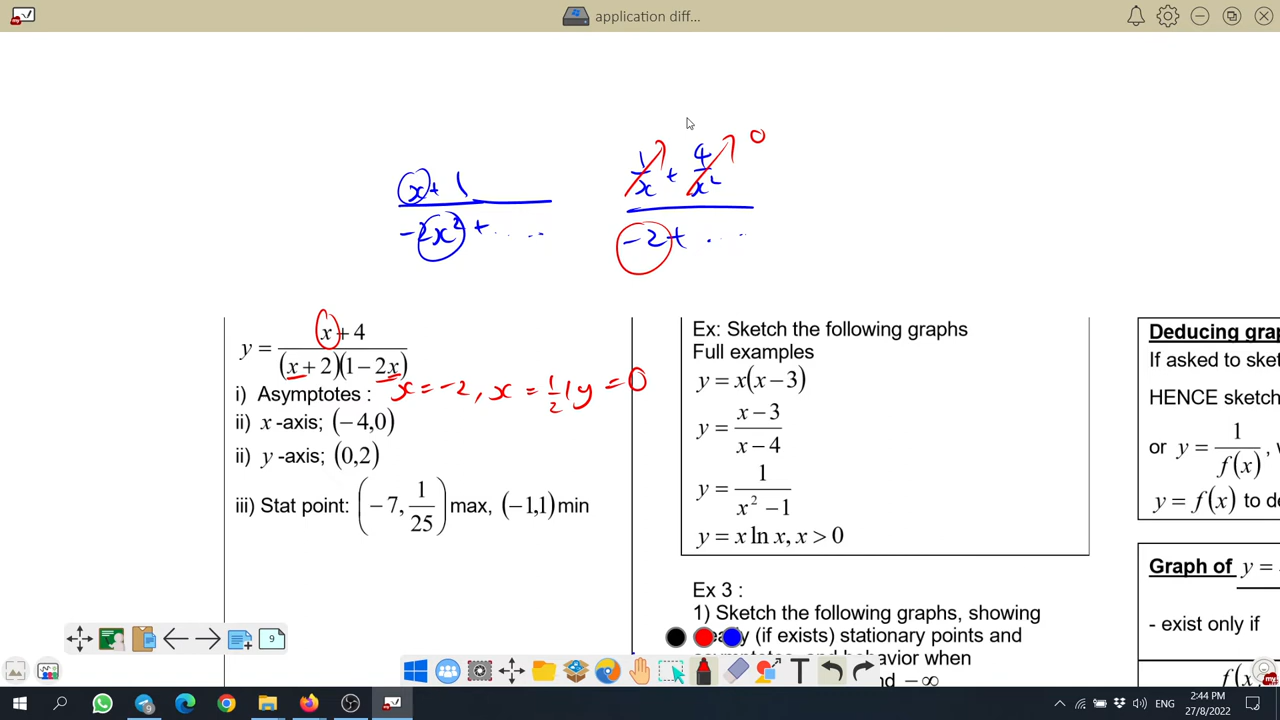 application diff...
x + 1
-2x² + ......
1/x + 4/x² 0
-2 + ......
y = (x + 4)/((x + 2)(1 − 2x))
i) Asymptotes : x = -2, x = 1/2, y = 0
ii) x -axis; (− 4,0)
ii) y -axis; (0,2)
iii) Stat point: (− 7, 1/25) max, (−1,1) min
Ex: Sketch the following graphs
Full examples
y = x(x − 3)
y = (x − 3)/(x − 4)
y = 1/(x² − 1)
y = x ln x, x > 0
Ex 3 :
1) Sketch the following graphs, showing
(if exists) stationary points and
behavior when
− ∞
Deducing
If asked to
HENCE
or y = 1/f(x) ,
y = f(x) to
Graph of y =
- exist only if
f(x
9
T
ENG
2:44 PM
27/8/2022